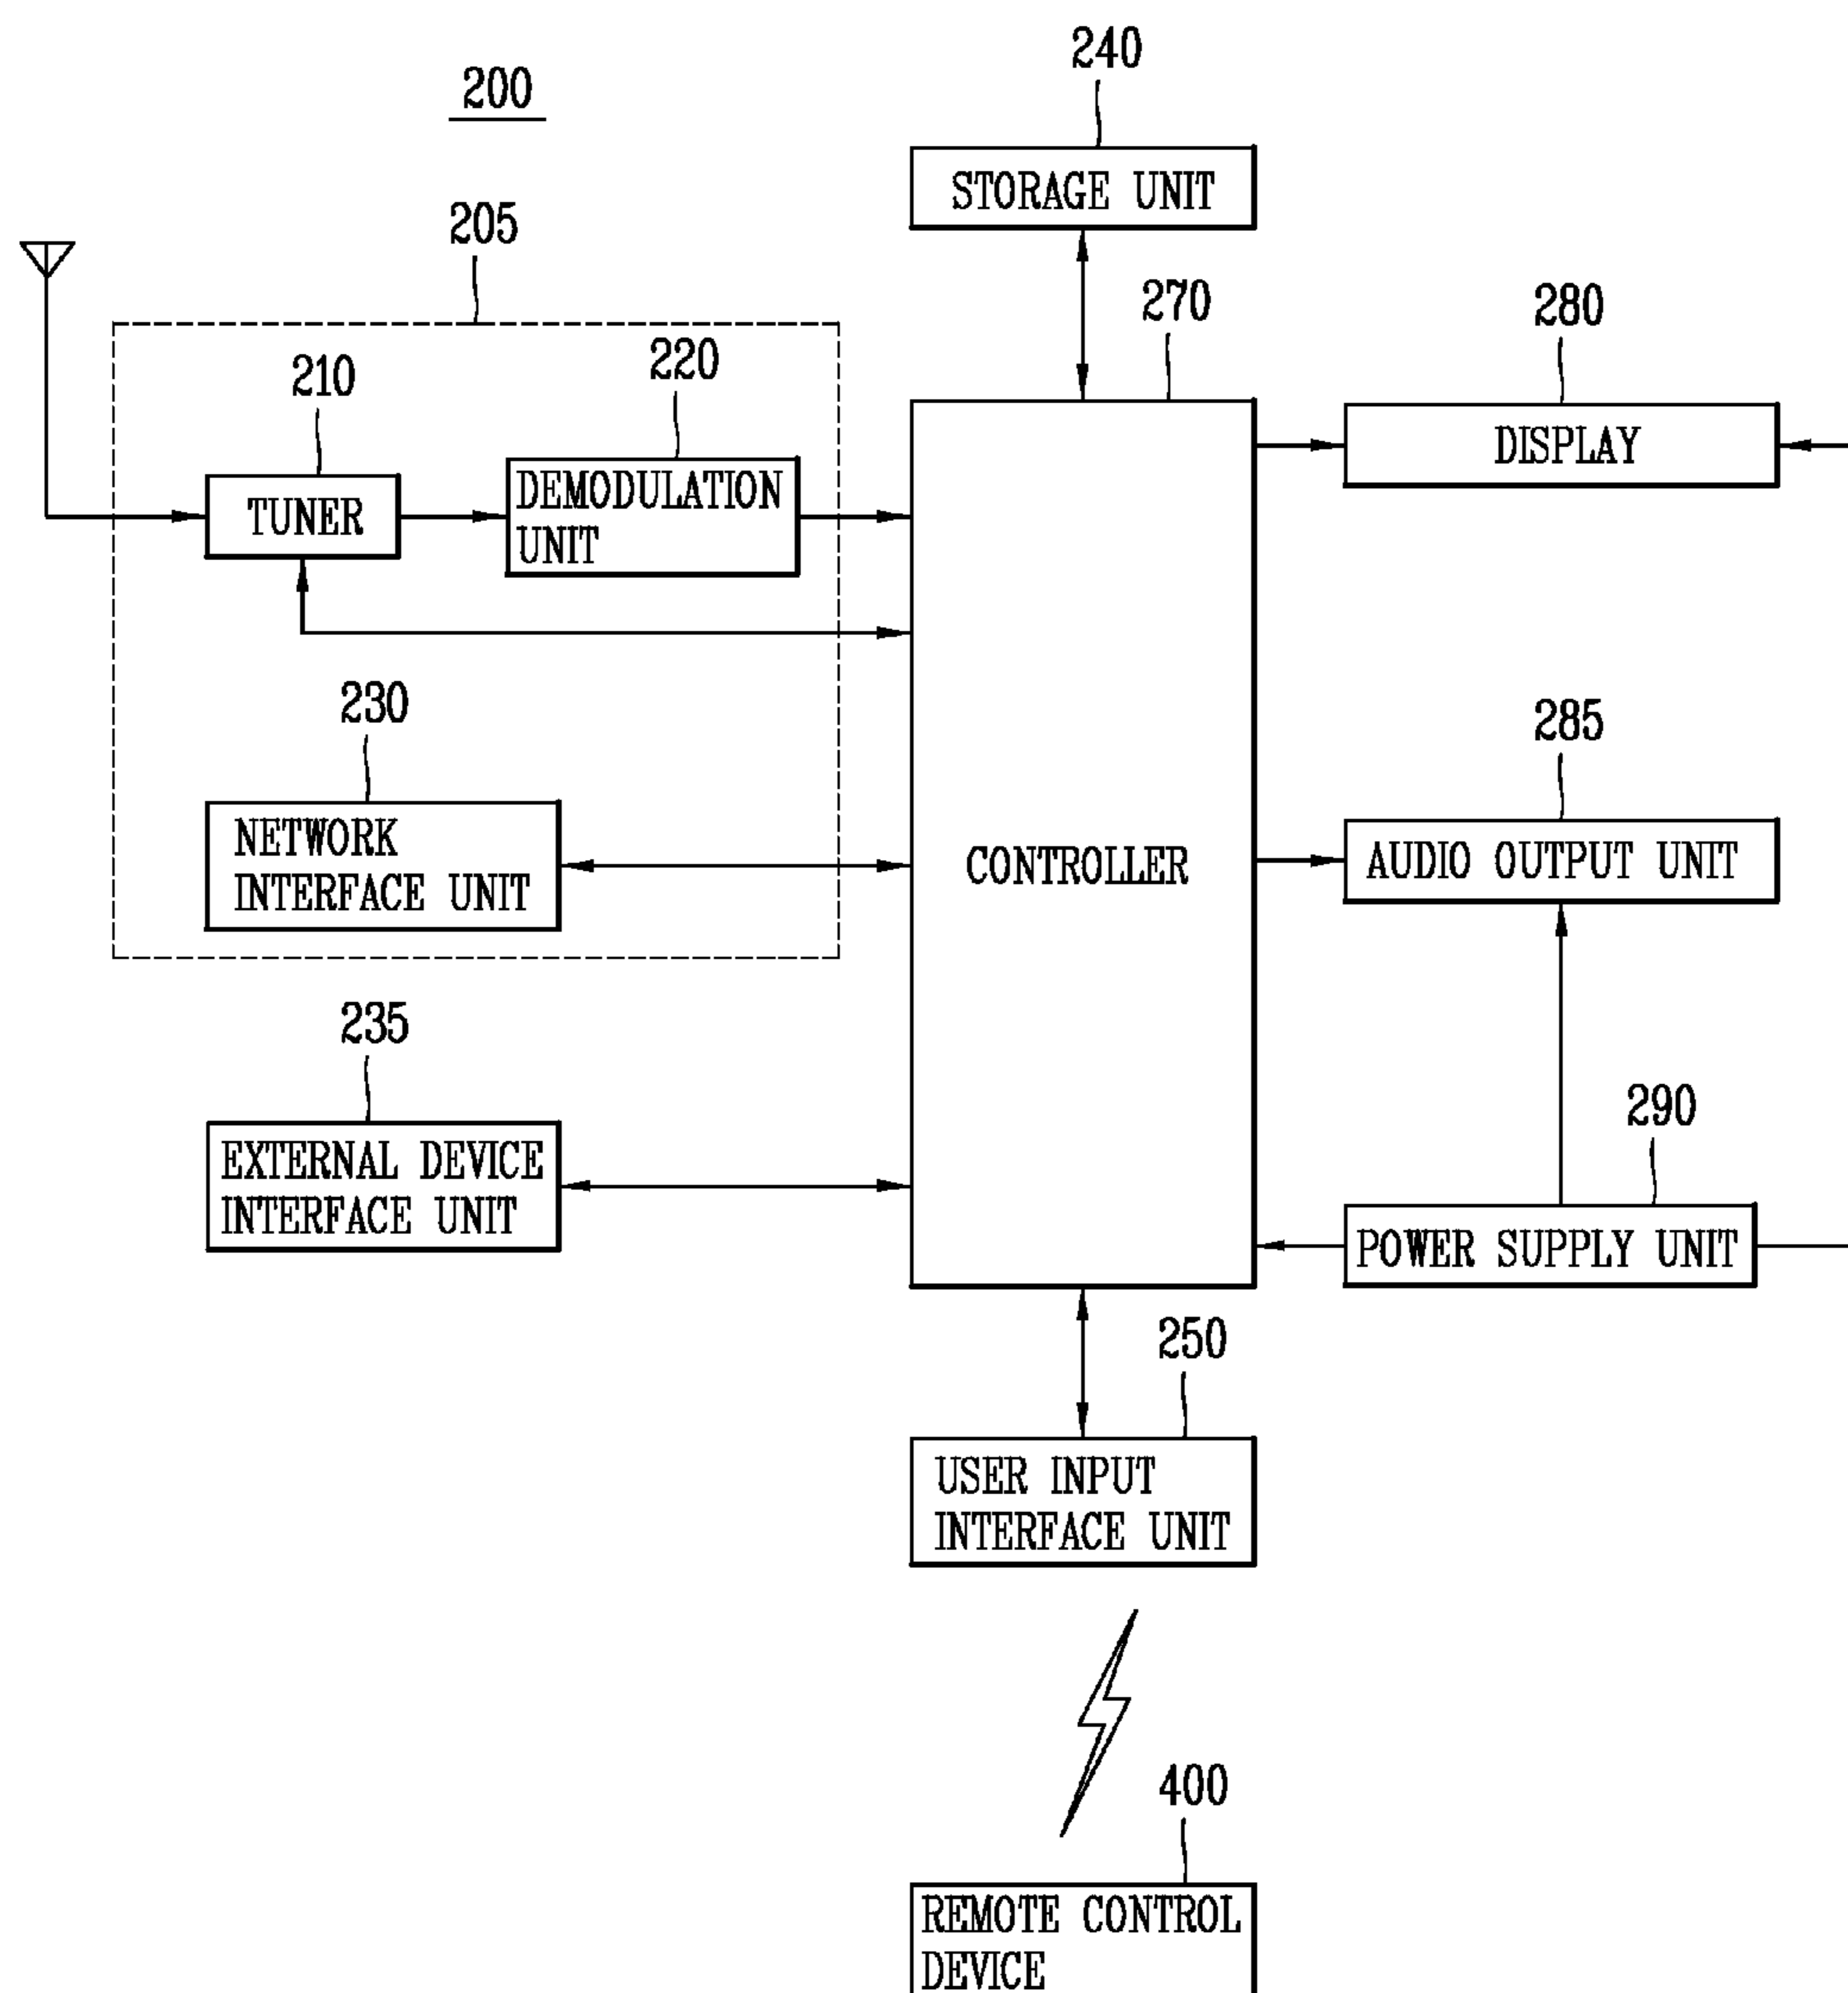 200
240
STORAGE UNIT
205
270
280
210
220
DISPLAY
TUNER
DEMODULATION
UNIT
230
285
NETWORK
INTERFACE UNIT
CONTROLLER
AUDIO OUTPUT UNIT
235
290
EXTERNAL DEVICE
INTERFACE UNIT
POWER SUPPLY UNIT
250
USER INPUT
INTERFACE UNIT
400
REMOTE CONTROL
DEVICE